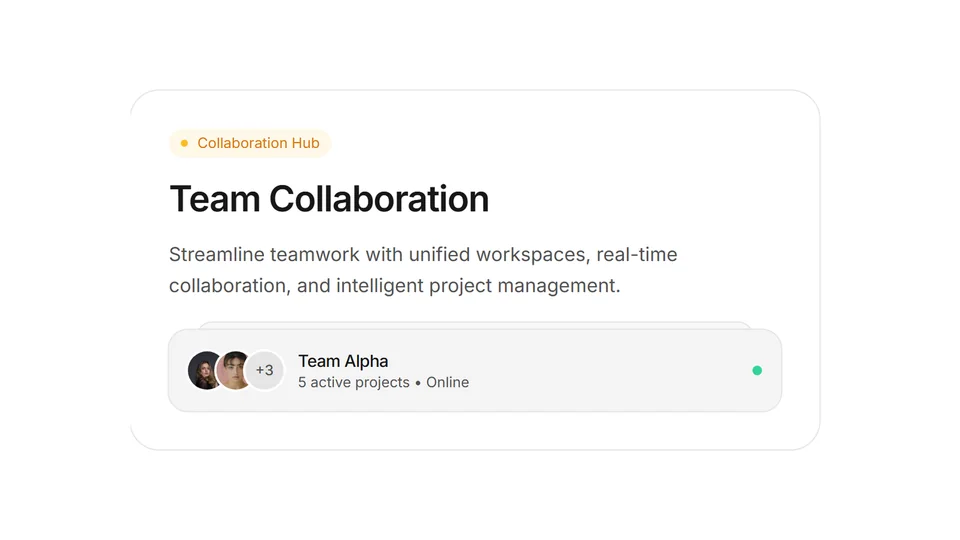 Collaboration Hub
Team Collaboration
Streamline teamwork with unified workspaces, real-time
collaboration, and intelligent project management.
+3
Team Alpha
5 active projects • Online